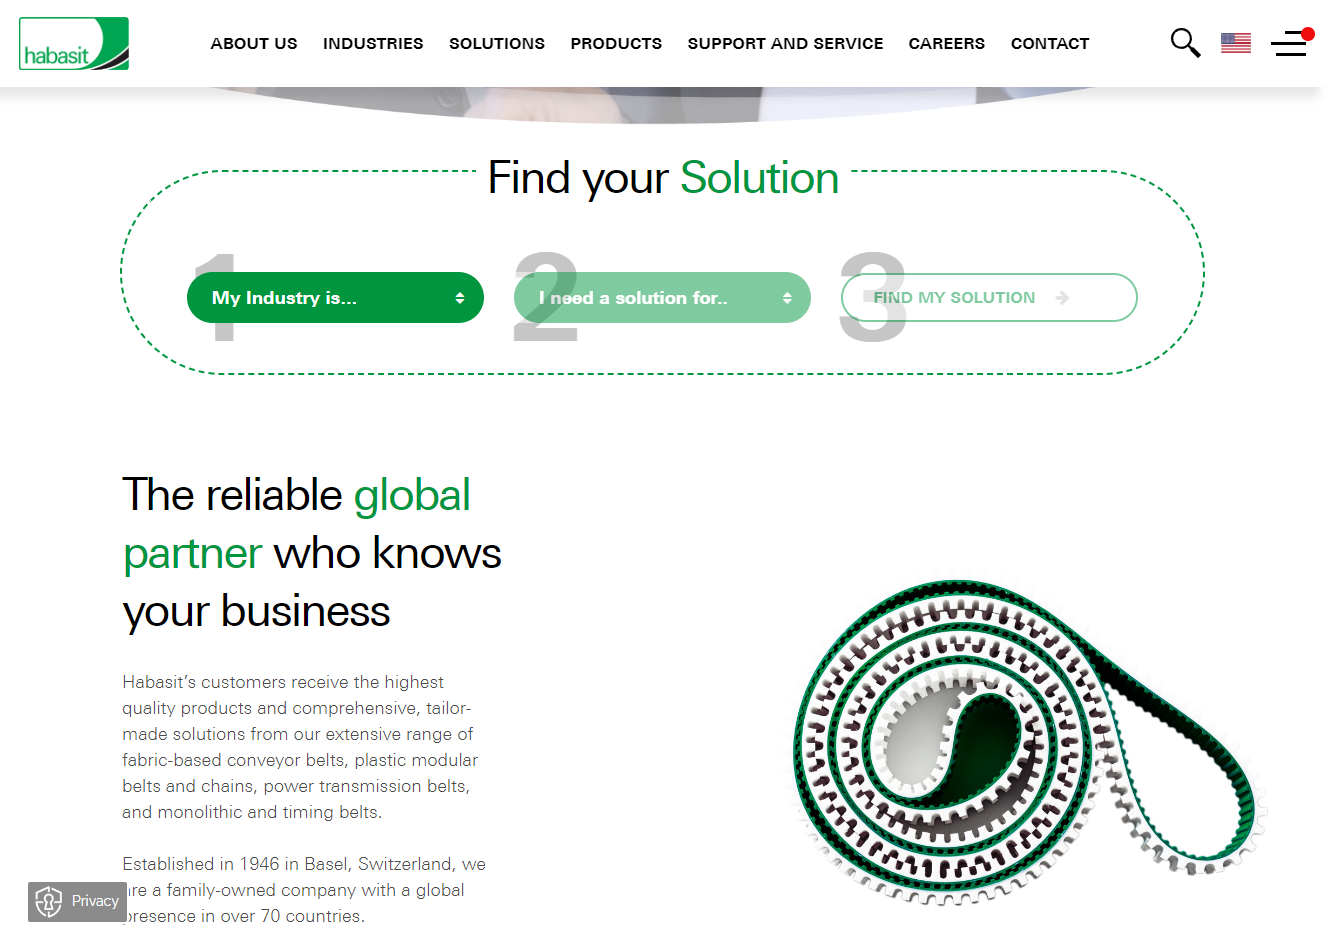 habasit
ABOUT US INDUSTRIES SOLUTIONS PRODUCTS SUPPORT AND SERVICE CAREERS CONTACT
Find your Solution
1 My Industry is...
2 I need a solution for..
3 FIND MY SOLUTION
The reliable global
partner who knows
your business
Habasit’s customers receive the highest
quality products and comprehensive, tailor-
made solutions from our extensive range of
fabric-based conveyor belts, plastic modular
belts and chains, power transmission belts,
and monolithic and timing belts.
Established in 1946 in Basel, Switzerland, we
are a family-owned company with a global
presence in over 70 countries.
Privacy